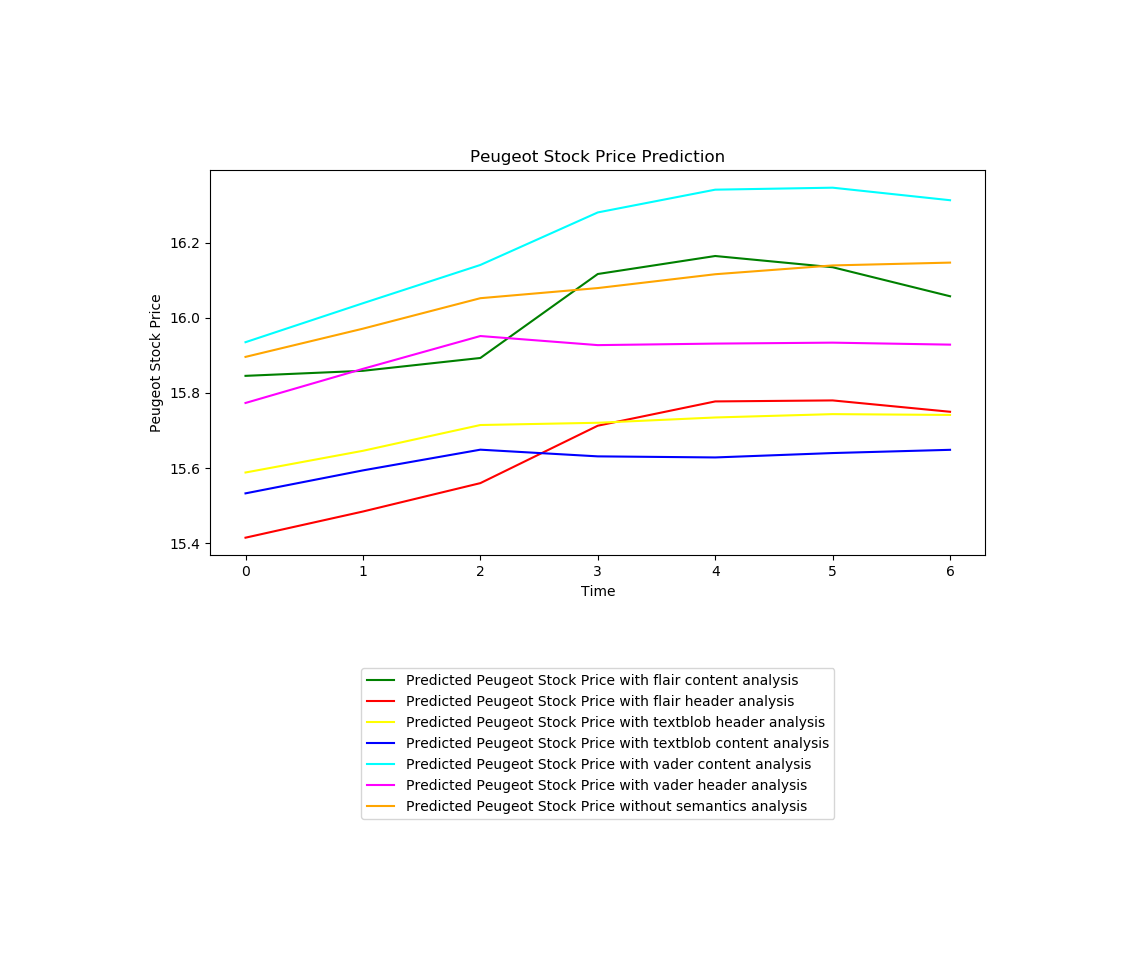 Peugeot Stock Price Prediction
Peugeot Stock Price
16.2
16.0
15.8
15.6
15.4
0 1 2 3 4 5 6
Time
Predicted Peugeot Stock Price with flair content analysis
Predicted Peugeot Stock Price with flair header analysis
Predicted Peugeot Stock Price with textblob header analysis
Predicted Peugeot Stock Price with textblob content analysis
Predicted Peugeot Stock Price with vader content analysis
Predicted Peugeot Stock Price with vader header analysis
Predicted Peugeot Stock Price without semantics analysis